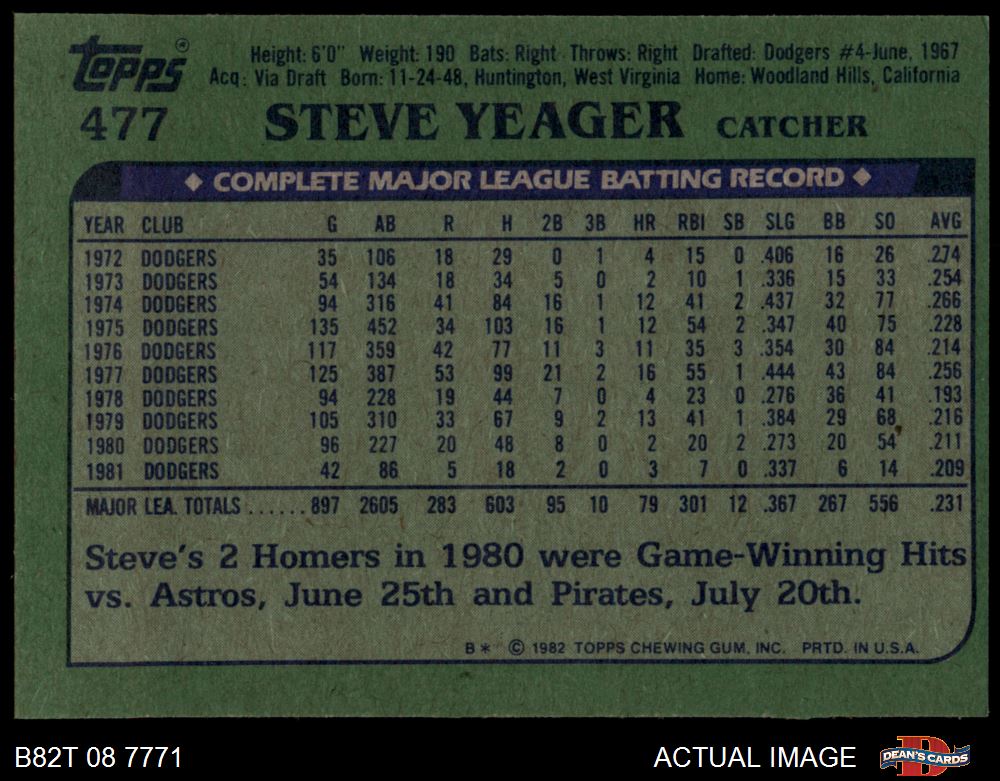 Topps®
Height: 6'0" Weight: 190 Bats: Right Throws: Right Drafted: Dodgers #4-June, 1967
Acq: Via Draft Born: 11-24-48, Huntington, West Virginia Home: Woodland Hills, California
477 STEVE YEAGER CATCHER
◆ COMPLETE MAJOR LEAGUE BATTING RECORD ◆
YEAR CLUB G AB R H 2B 3B HR RBI SB SLG BB SO AVG
1972 DODGERS 35 106 18 29 0 1 4 15 0 .406 16 26 .274
1973 DODGERS 54 134 18 34 5 0 2 10 1 .336 15 33 .254
1974 DODGERS 94 316 41 84 16 1 12 41 2 .437 32 77 .266
1975 DODGERS 135 452 34 103 16 1 12 54 2 .347 40 75 .228
1976 DODGERS 117 359 42 77 11 3 11 35 3 .354 30 84 .214
1977 DODGERS 125 387 53 99 21 2 16 55 1 .444 43 84 .256
1978 DODGERS 94 228 19 44 7 0 4 23 0 .276 36 41 .193
1979 DODGERS 105 310 33 67 9 2 13 41 1 .384 29 68 .216
1980 DODGERS 96 227 20 48 8 0 2 20 2 .273 20 54 .211
1981 DODGERS 42 86 5 18 2 0 3 7 0 .337 6 14 .209
MAJOR LEA. TOTALS ...... 897 2605 283 603 95 10 79 301 12 .367 267 556 .231
Steve's 2 Homers in 1980 were Game-Winning Hits
vs. Astros, June 25th and Pirates, July 20th.
B* © 1982 TOPPS CHEWING GUM, INC. PRTD. IN U.S.A.
B82T 08 7771 ACTUAL IMAGE DEAN'S CARDS